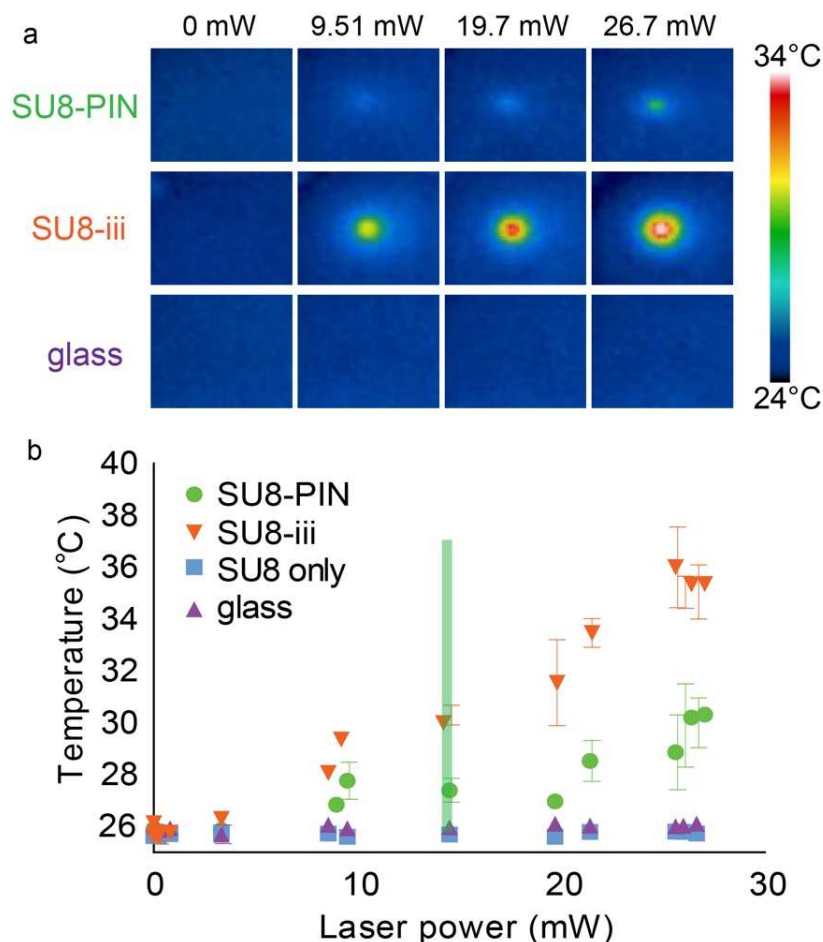 a
0 mW 9.51 mW 19.7 mW 26.7 mW
34°C
SU8-PIN
SU8-iii
glass
24°C
b
40
38
36
34
32
30
28
26
Temperature (°C)
SU8-PIN
SU8-iii
SU8 only
glass
0 10 20 30
Laser power (mW)